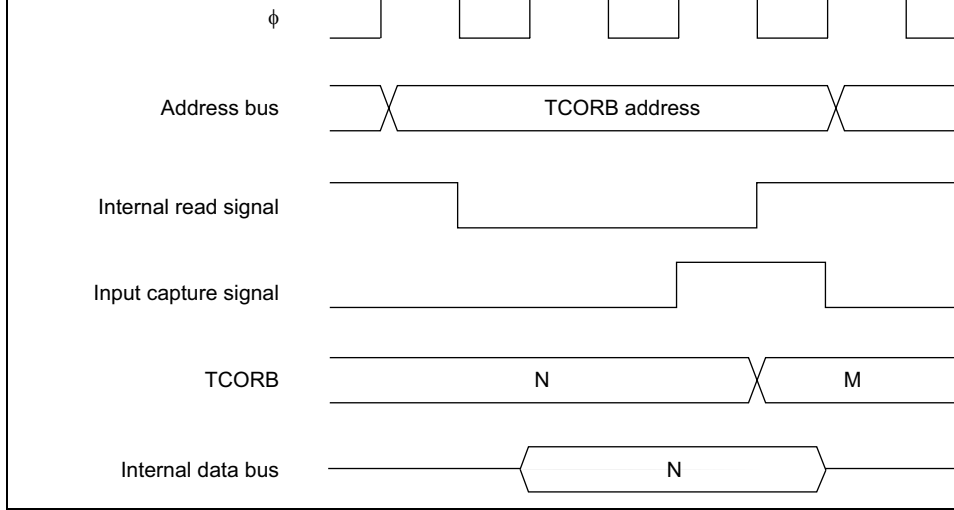 ϕ
Address bus TCORB address
Internal read signal
Input capture signal
TCORB N M
Internal data bus N